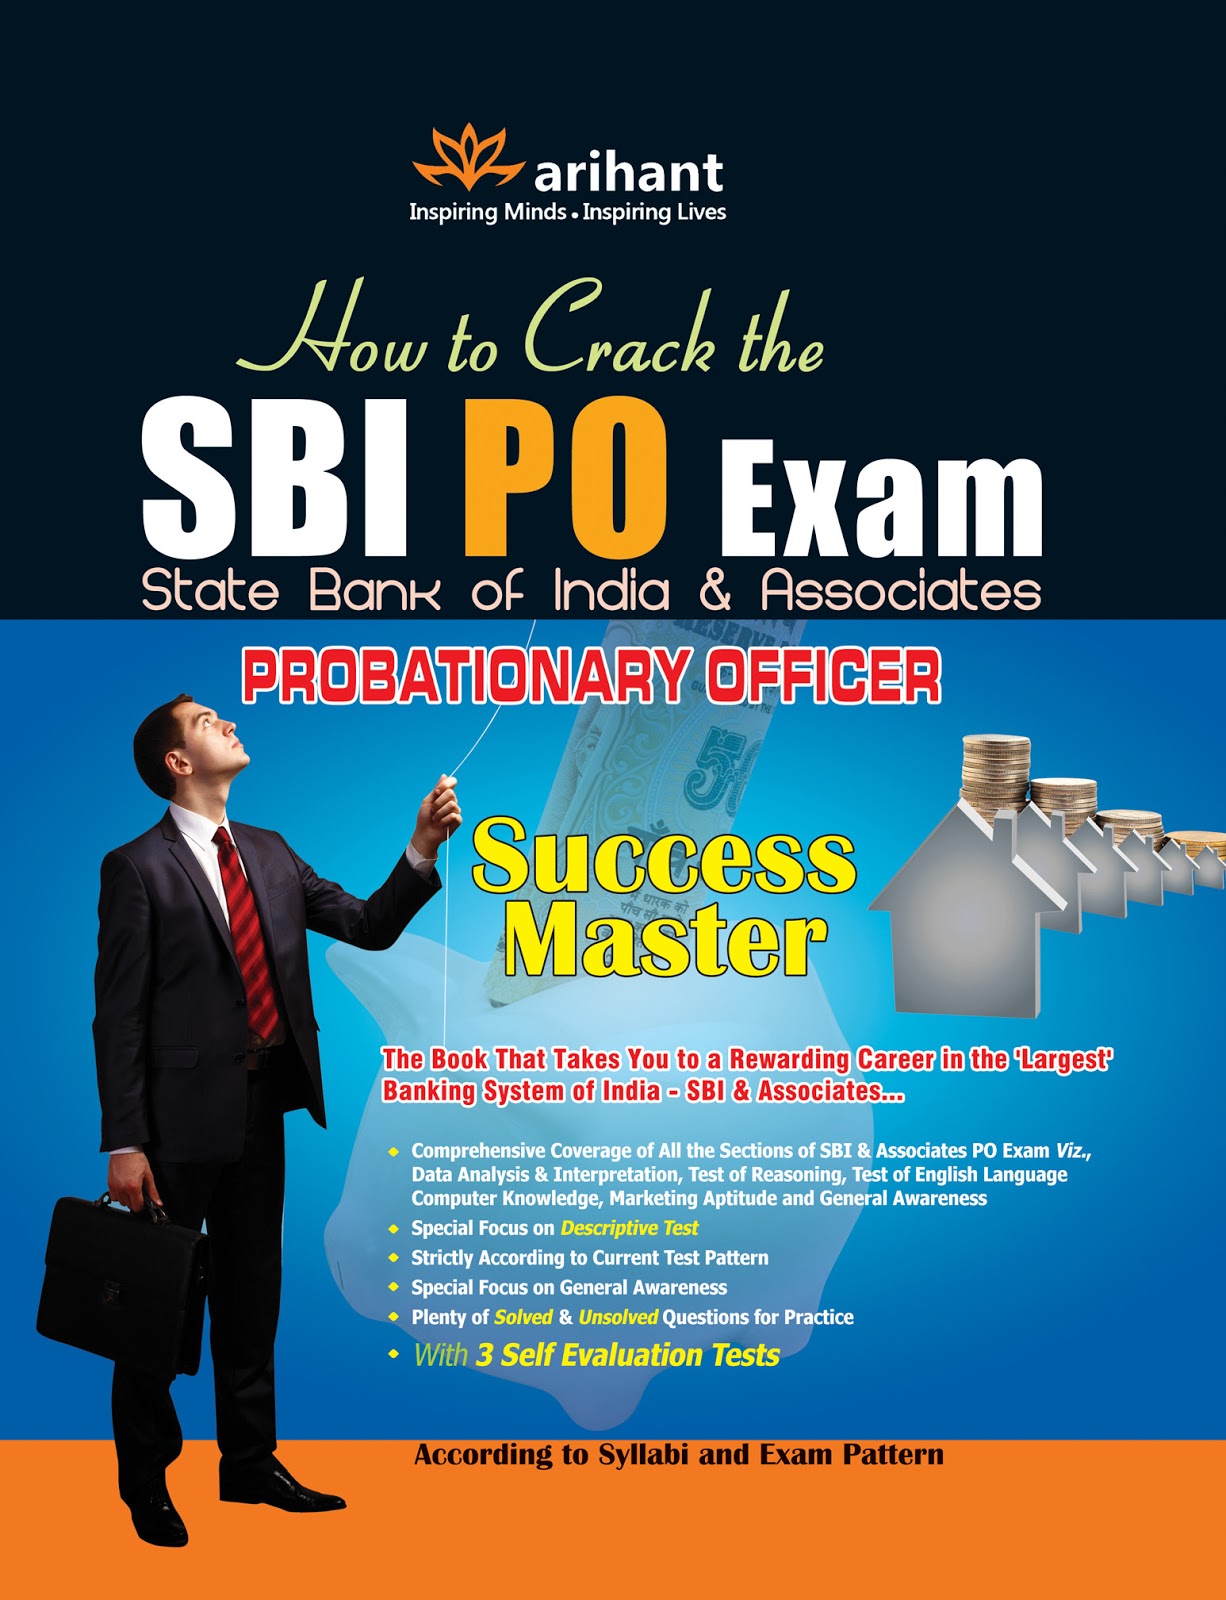 arihant
Inspiring Minds • Inspiring Lives
How to Crack the
SBI PO Exam
State Bank of India & Associates
RESERVE
PROBATIONARY OFFICER
Success
Master
मैं धारक को
पाँच सौ रु
The Book That Takes You to a Rewarding Career in the 'Largest'
Banking System of India - SBI & Associates...
Comprehensive Coverage of All the Sections of SBI & Associates PO Exam Viz.,
Data Analysis & Interpretation, Test of Reasoning, Test of English Language
Computer Knowledge, Marketing Aptitude and General Awareness
Special Focus on Descriptive Test
Strictly According to Current Test Pattern
Special Focus on General Awareness
Plenty of Solved & Unsolved Questions for Practice
With 3 Self Evaluation Tests
According to Syllabi and Exam Pattern